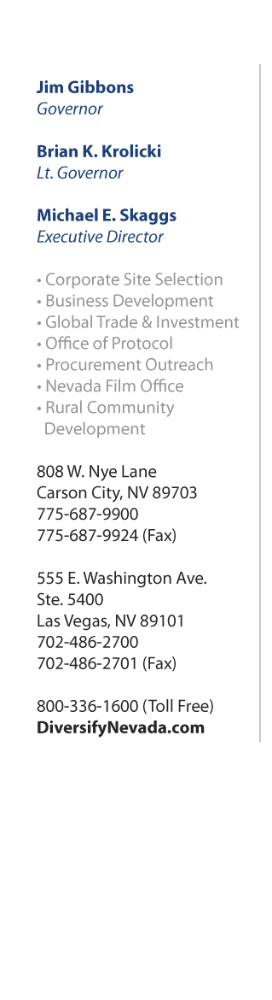 Jim Gibbons
Governor
Brian K. Krolicki
Lt. Governor
Michael E. Skaggs
Executive Director
• Corporate Site Selection
• Business Development
• Global Trade & Investment
• Office of Protocol
• Procurement Outreach
• Nevada Film Office
• Rural Community
Development
808 W. Nye Lane
Carson City, NV 89703
775-687-9900
775-687-9924 (Fax)
555 E. Washington Ave.
Ste. 5400
Las Vegas, NV 89101
702-486-2700
702-486-2701 (Fax)
800-336-1600 (Toll Free)
DiversifyNevada.com